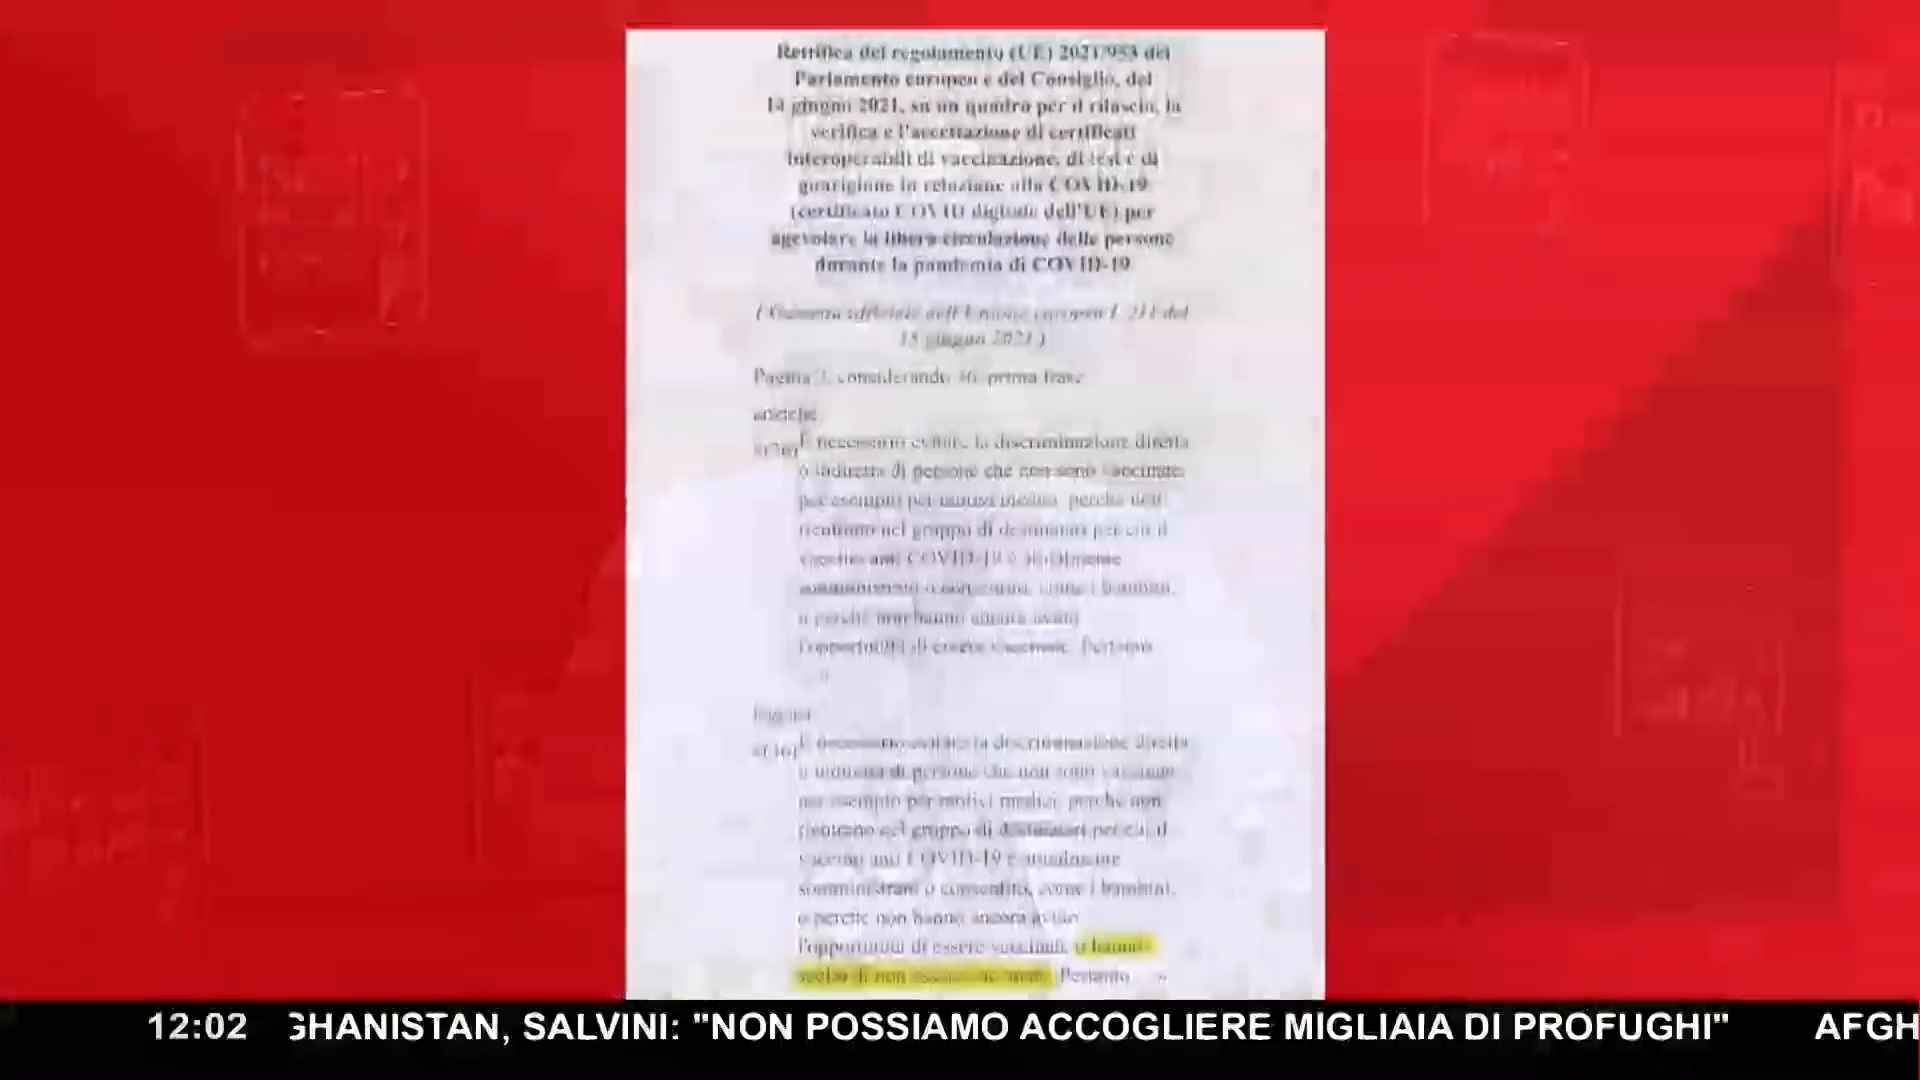 Rettifica del regolamento (UE) 2021/953 del
Parlamento europeo e del Consiglio, del
14 giugno 2021, su un quadro per il rilascio, la
verifica e l'accettazione di certificati
interoperabili di vaccinazione, di test e di
guarigione in relazione alla COVID-19
(certificato COVID digitale dell'UE) per
agevolare la libera circolazione delle persone
durante la pandemia di COVID-19
( Gazzetta ufficiale dell'Unione europea L 211 del
15 giugno 2021 )
Pagina considerando prima frase
anziché
È necessario evitare la discriminazione diretta
o indiretta di persone che non sono vaccinate,
per esempio per motivi medici, perché non
rientrano nel gruppo di destinatari per cui il
vaccino anti COVID-19 è attualmente
somministrato o consentito, come i bambini,
o perché non hanno ancora avuto
l'opportunità di essere vaccinate. Pertanto
leggasi
È necessario evitare la discriminazione diretta
o indiretta di persone che non sono vaccinate,
per esempio per motivi medici, perché non
rientrano nel gruppo di destinatari per cui il
vaccino anti COVID-19 è attualmente
somministrato o consentito, come i bambini,
o perché non hanno ancora avuto
l'opportunità di essere vaccinate o hanno
scelto di non essere vaccinate. Pertanto »
12:02 GHANISTAN, SALVINI: "NON POSSIAMO ACCOGLIERE MIGLIAIA DI PROFUGHI" AFGH